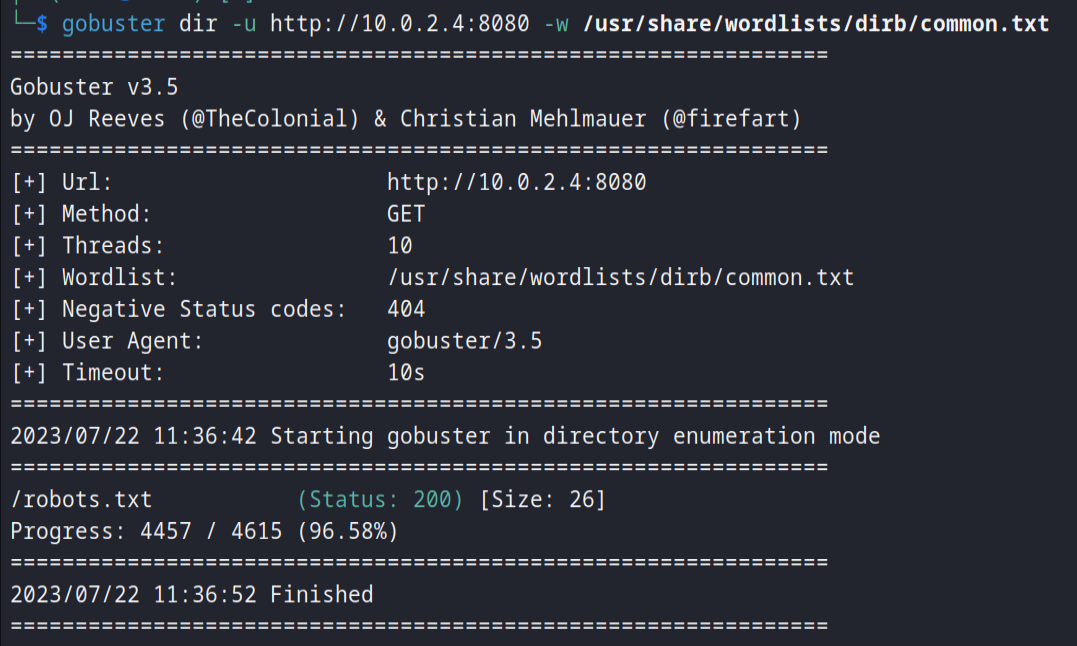 └─$ gobuster dir -u http://10.0.2.4:8080 -w /usr/share/wordlists/dirb/common.txt
===============================================================
Gobuster v3.5
by OJ Reeves (@TheColonial) & Christian Mehlmauer (@firefart)
===============================================================
[+] Url:                     http://10.0.2.4:8080
[+] Method:                  GET
[+] Threads:                 10
[+] Wordlist:                /usr/share/wordlists/dirb/common.txt
[+] Negative Status codes:   404
[+] User Agent:              gobuster/3.5
[+] Timeout:                 10s
===============================================================
2023/07/22 11:36:42 Starting gobuster in directory enumeration mode
===============================================================
/robots.txt           (Status: 200) [Size: 26]
Progress: 4457 / 4615 (96.58%)
===============================================================
2023/07/22 11:36:52 Finished
===============================================================